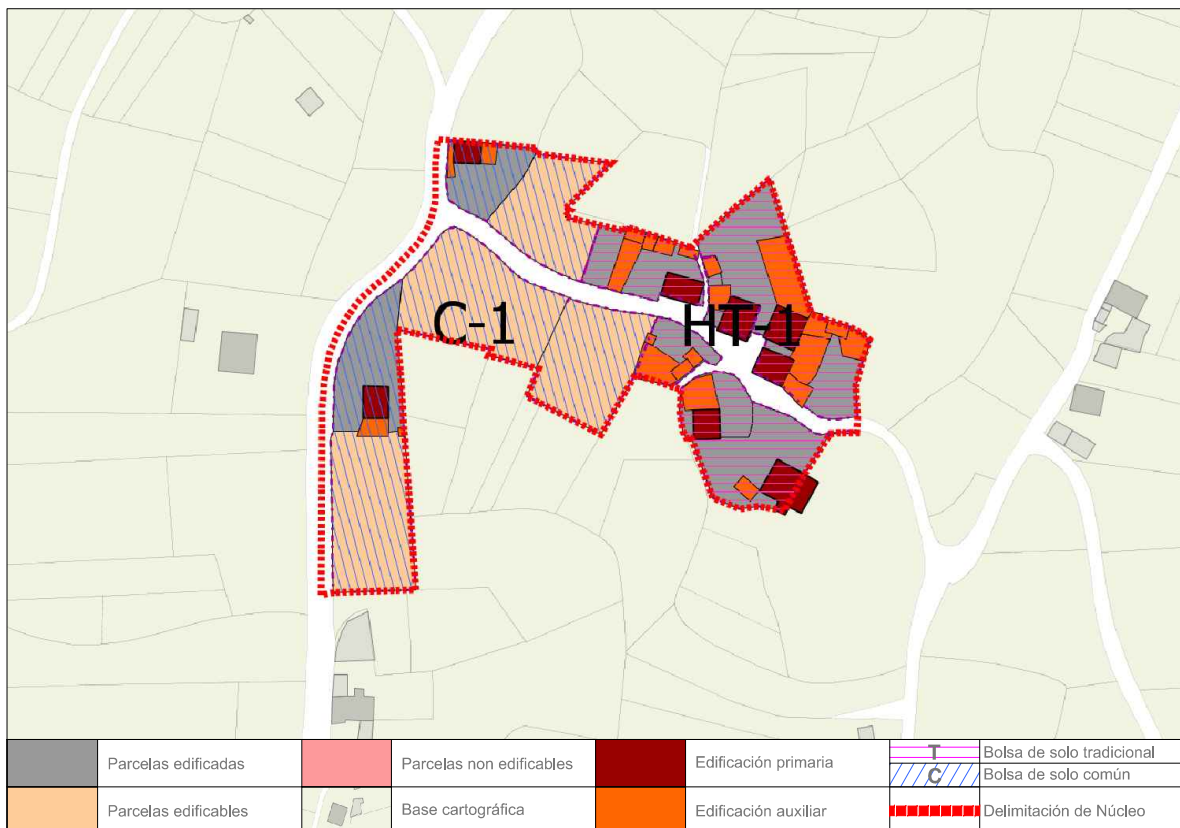 C-1
HT-1
Parcelas edificadas
Parcelas non edificables
Edificación primaria
T
Bolsa de solo tradicional
C
Bolsa de solo común
Parcelas edificables
Base cartográfica
Edificación auxiliar
Delimitación de Núcleo